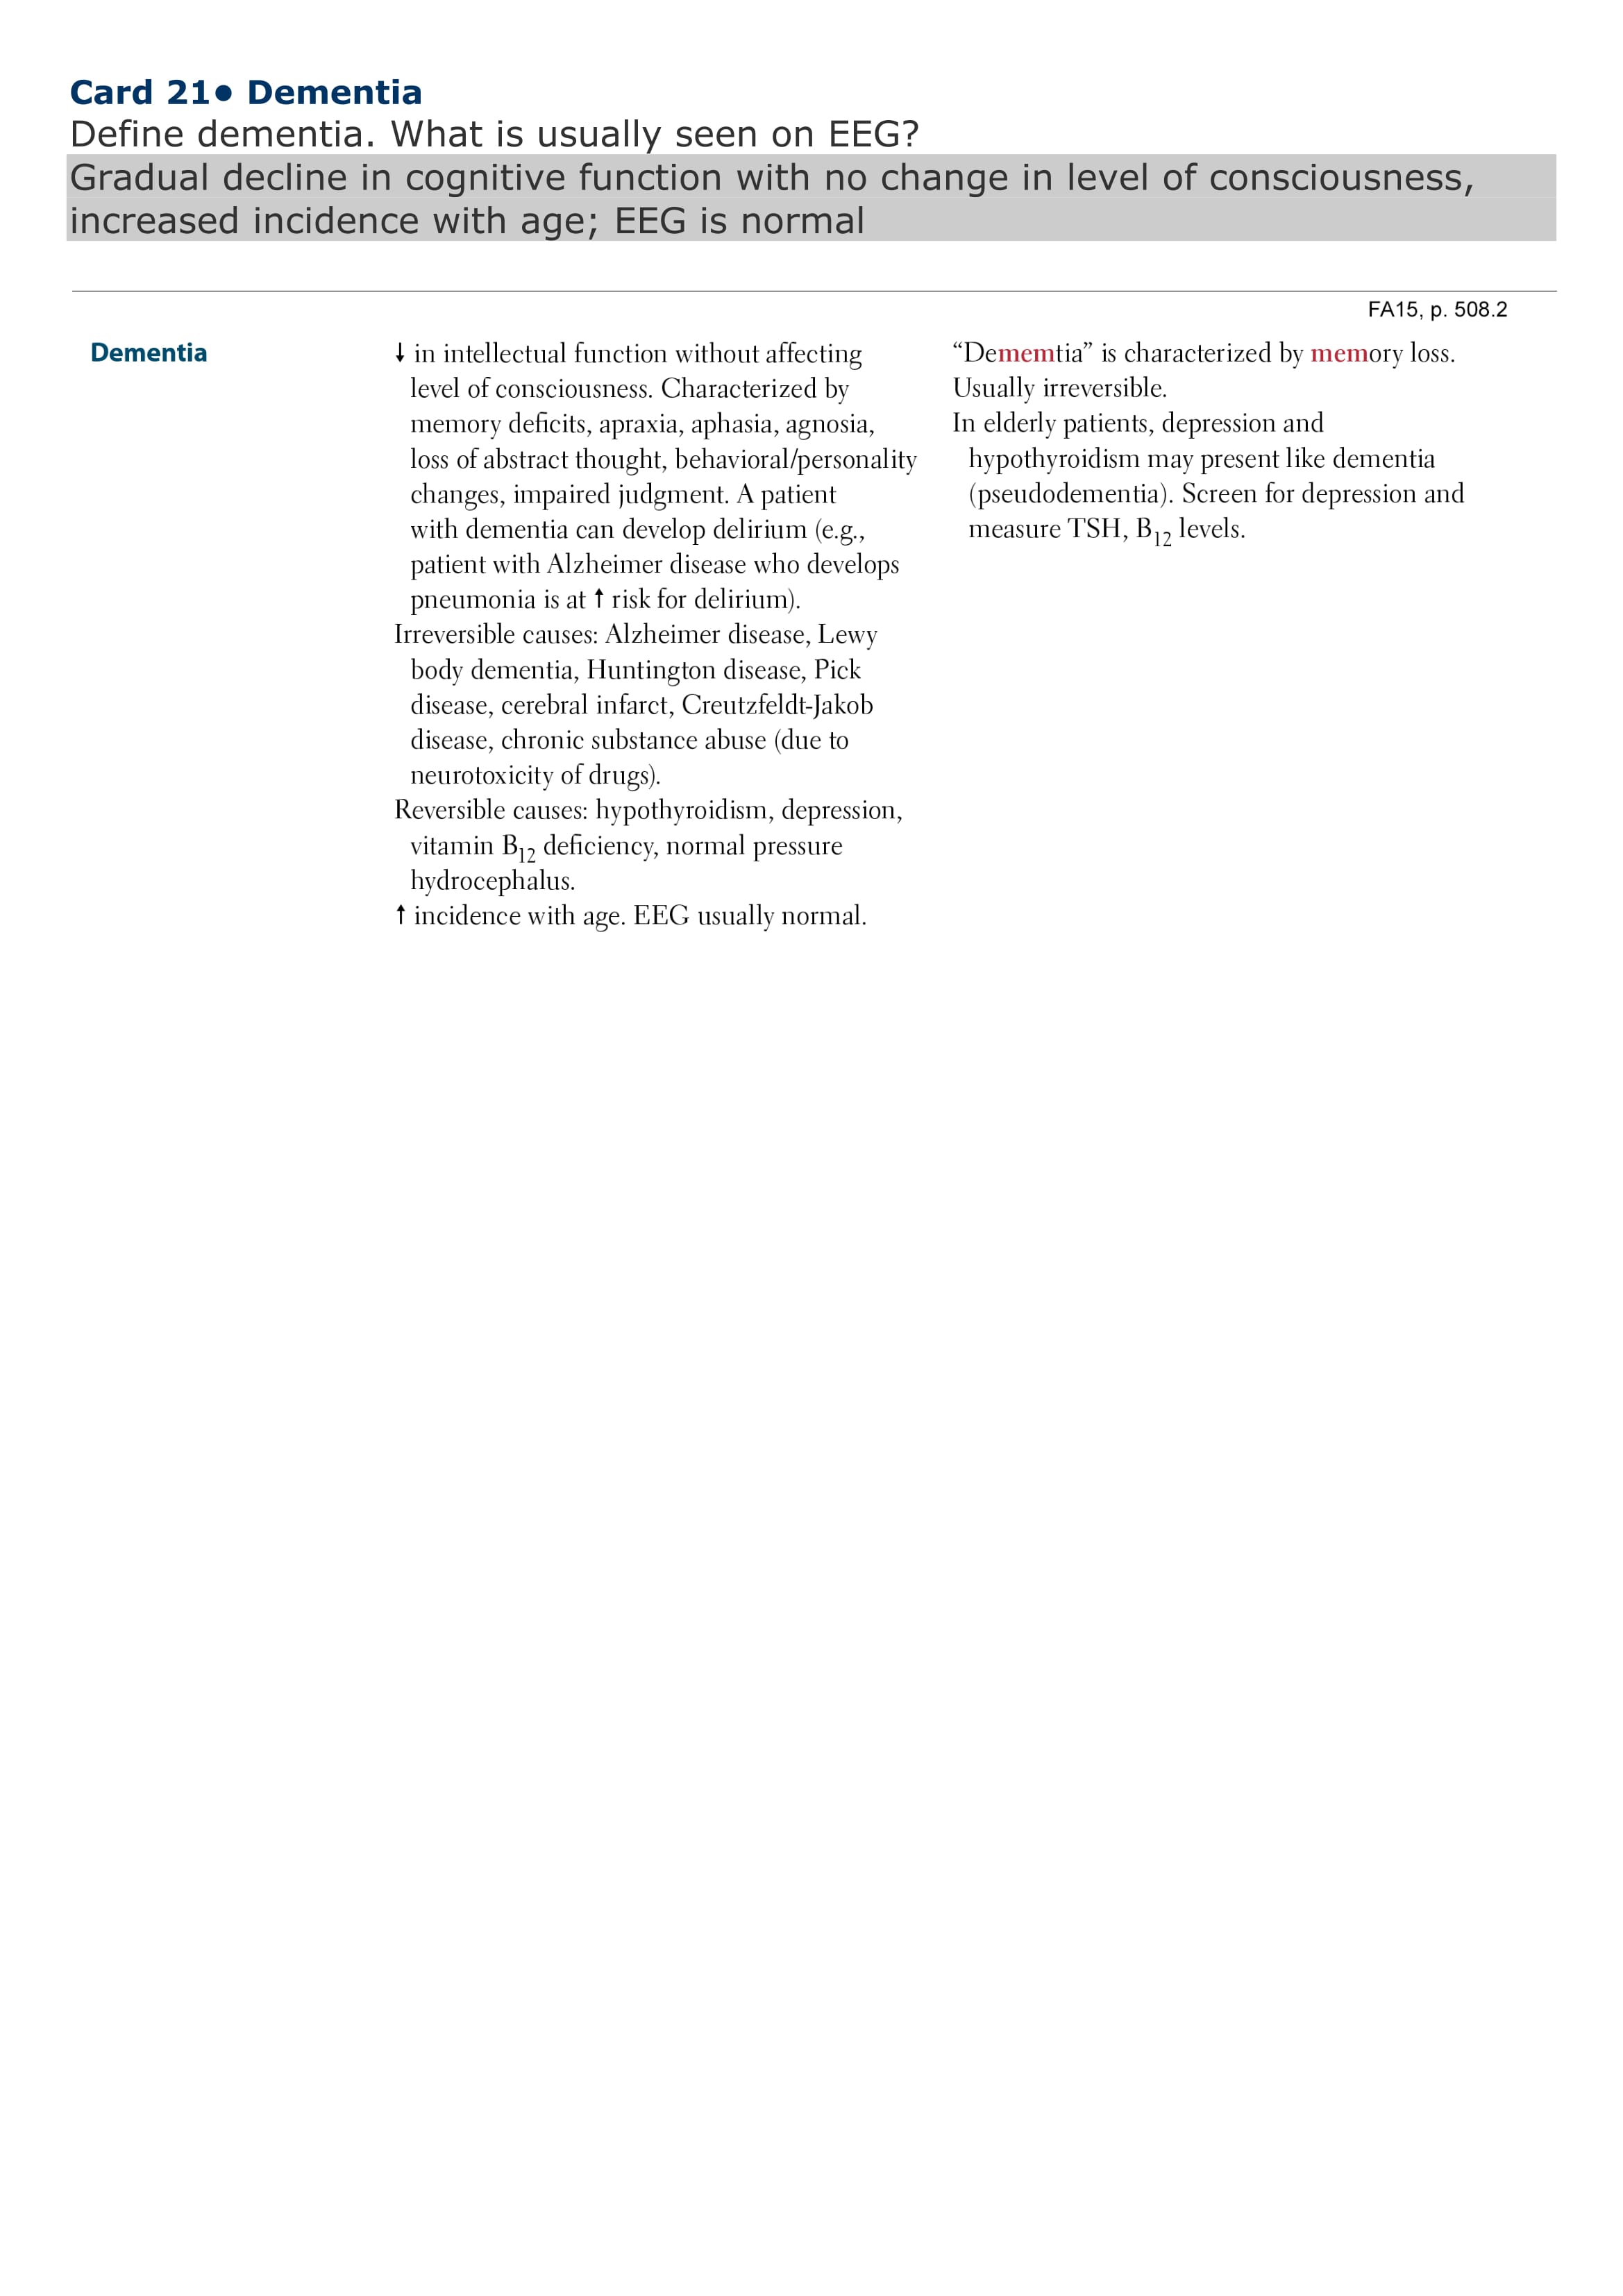 Card 21● Dementia
Define dementia. What is usually seen on EEG?
Gradual decline in cognitive function with no change in level of consciousness,
increased incidence with age; EEG is normal
FA15, p. 508.2
Dementia
↓ in intellectual function without affecting
level of consciousness. Characterized by
memory deficits, apraxia, aphasia, agnosia,
loss of abstract thought, behavioral/personality
changes, impaired judgment. A patient
with dementia can develop delirium (e.g.,
patient with Alzheimer disease who develops
pneumonia is at ↑ risk for delirium).
Irreversible causes: Alzheimer disease, Lewy
body dementia, Huntington disease, Pick
disease, cerebral infarct, Creutzfeldt-Jakob
disease, chronic substance abuse (due to
neurotoxicity of drugs).
Reversible causes: hypothyroidism, depression,
vitamin B12 deficiency, normal pressure
hydrocephalus.
↑ incidence with age. EEG usually normal.
“Dememtia” is characterized by memory loss.
Usually irreversible.
In elderly patients, depression and
hypothyroidism may present like dementia
(pseudodementia). Screen for depression and
measure TSH, B12 levels.